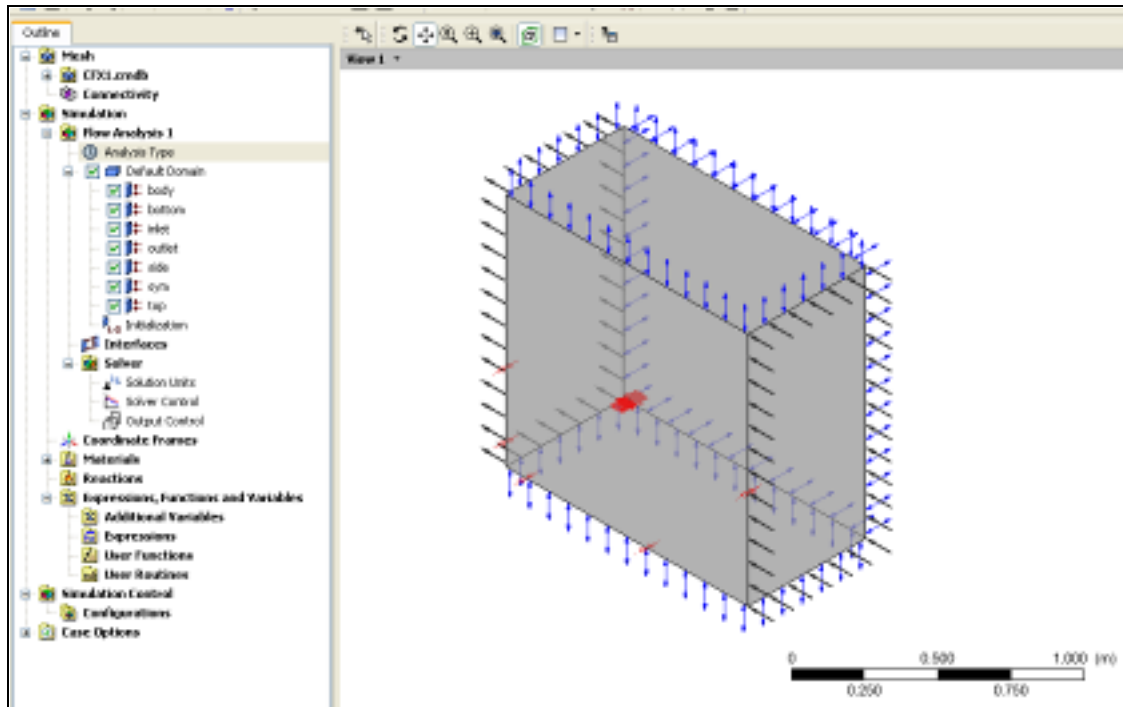 Outline
Mesh
CFX1.cmdb
Connectivity
Simulation
Flow Analysis 1
Analysis Type
Default Domain
body
bottom
inlet
outlet
side
sym
top
Initialization
Interfaces
Solver
Solution Units
Solver Control
Output Control
Coordinate Frames
Materials
Reactions
Expressions, Functions and Variables
Additional Variables
Expressions
User Functions
User Routines
Simulation Control
Configurations
Case Options
View 1
0 0.500 1.000 (m)
0.250 0.750